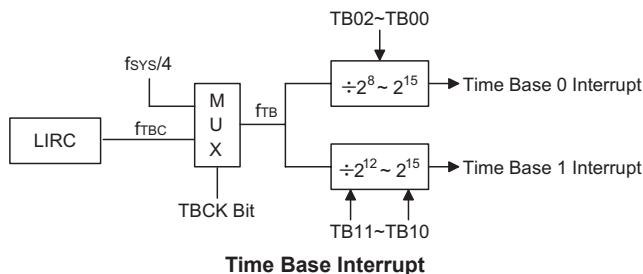 TB02~TB00
fSYS/4
÷2⁸~ 2¹⁵
Time Base 0 Interrupt
M
U
X
fTB
LIRC
fTBC
÷2¹²~ 2¹⁵
Time Base 1 Interrupt
TBCK Bit
TB11~TB10
Time Base Interrupt